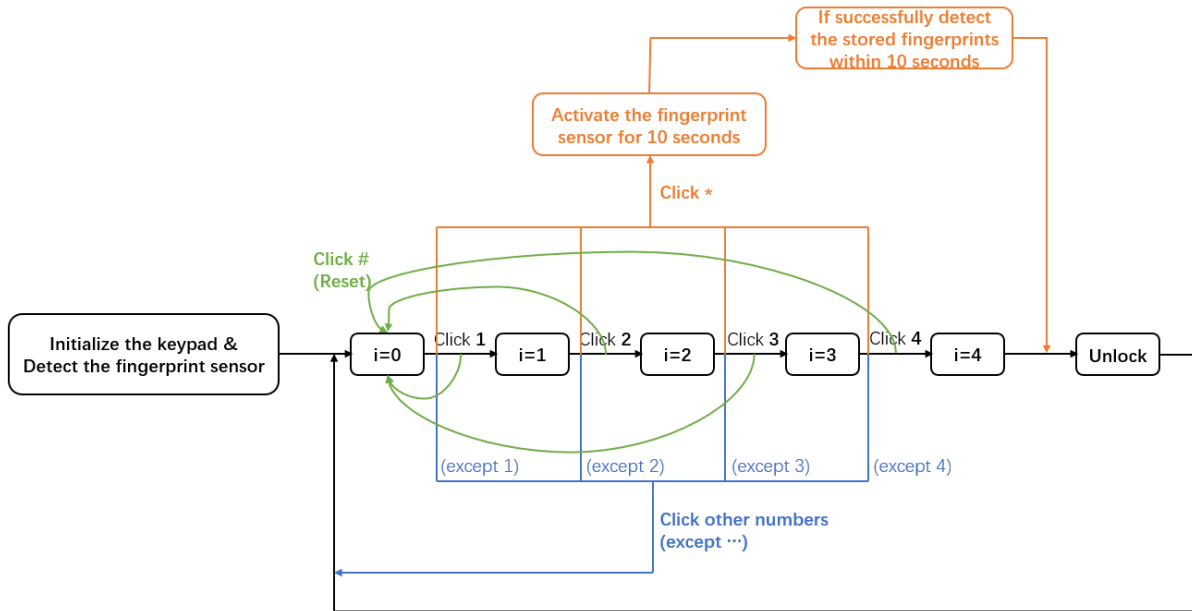 If successfully detect
the stored fingerprints
within 10 seconds
Activate the fingerprint
sensor for 10 seconds
Click *
Click #
(Reset)
Initialize the keypad &
Detect the fingerprint sensor
i=0
Click 1
i=1
Click 2
i=2
Click 3
i=3
Click 4
i=4
Unlock
(except 1)
(except 2)
(except 3)
(except 4)
Click other numbers
(except ···)